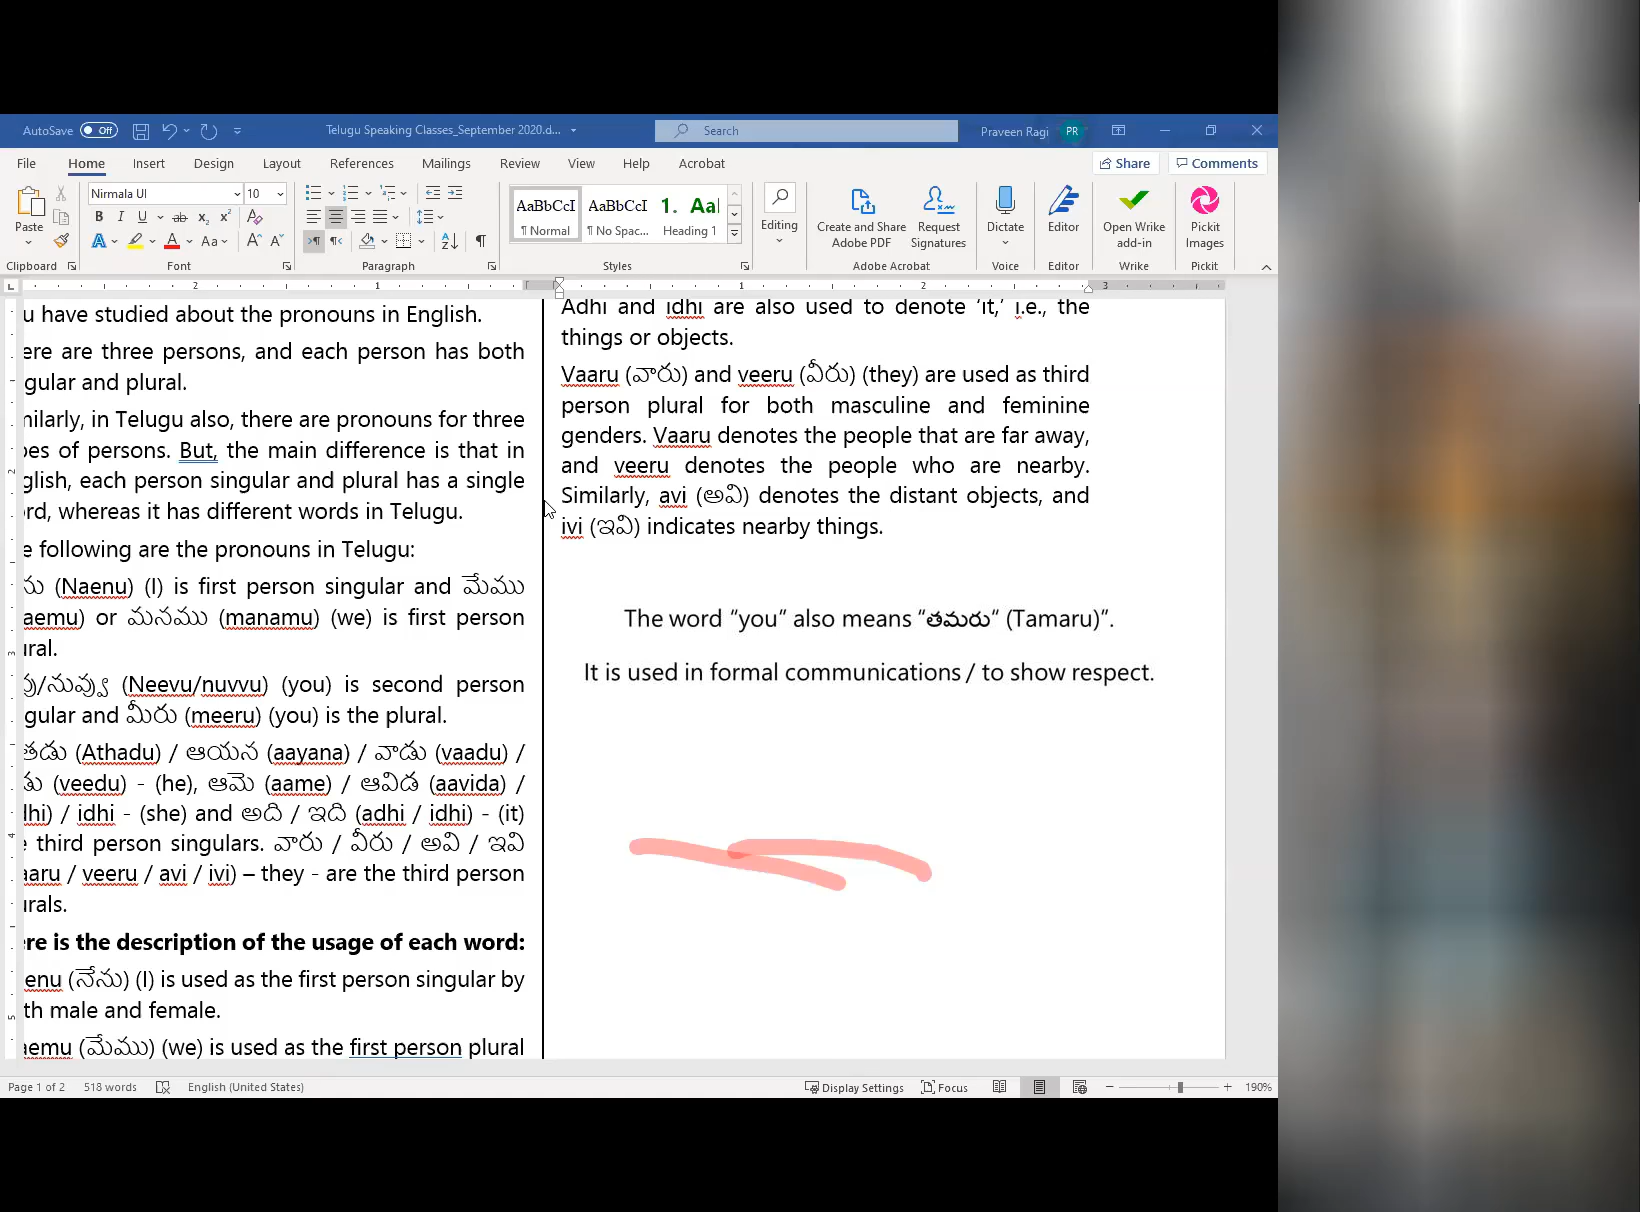 AutoSave Off Telugu Speaking Classes_September 2020.d... Search Praveen Ragi PR
File Home Insert Design Layout References Mailings Review View Help Acrobat Share Comments
Nirmala UI 10
AaBbCcI AaBbCcI 1. AaI
Paste
¶ Normal ¶ No Spac... Heading 1
Editing
Create and Share Adobe PDF
Request Signatures
Dictate
Editor
Open Wrike add-in
Pickit Images
Clipboard Font Paragraph Styles Adobe Acrobat Voice Editor Wrike Pickit
2 1 1 2 3
u have studied about the pronouns in English.
ere are three persons, and each person has both
gular and plural.
nilarly, in Telugu also, there are pronouns for three
es of persons. But, the main difference is that in
glish, each person singular and plural has a single
rd, whereas it has different words in Telugu.
e following are the pronouns in Telugu:
ను (Naenu) (I) is first person singular and మేము
aemu) or మనము (manamu) (we) is first person
ural.
వు/నువ్వు (Neevu/nuvvu) (you) is second person
gular and మీరు (meeru) (you) is the plural.
తడు (Athadu) / ఆయన (aayana) / వాడు (vaadu) /
డు (veedu) - (he), ఆమె (aame) / ఆవిడ (aavida) /
dhi) / idhi - (she) and అది / ఇది (adhi / idhi) - (it)
e third person singulars. వారు / వీరు / అవి / ఇవి
aaru / veeru / avi / ivi) – they - are the third person
urals.
ere is the description of the usage of each word:
enu (నేను) (I) is used as the first person singular by
th male and female.
aemu (మేము) (we) is used as the first person plural
Adhi and idhi are also used to denote ‘it,’ i.e., the
things or objects.
Vaaru (వారు) and veeru (వీరు) (they) are used as third
person plural for both masculine and feminine
genders. Vaaru denotes the people that are far away,
and veeru denotes the people who are nearby.
Similarly, avi (అవి) denotes the distant objects, and
ivi (ఇవి) indicates nearby things.
The word “you” also means “తమరు” (Tamaru)”.
It is used in formal communications / to show respect.
Page 1 of 2 518 words English (United States) Display Settings Focus 190%